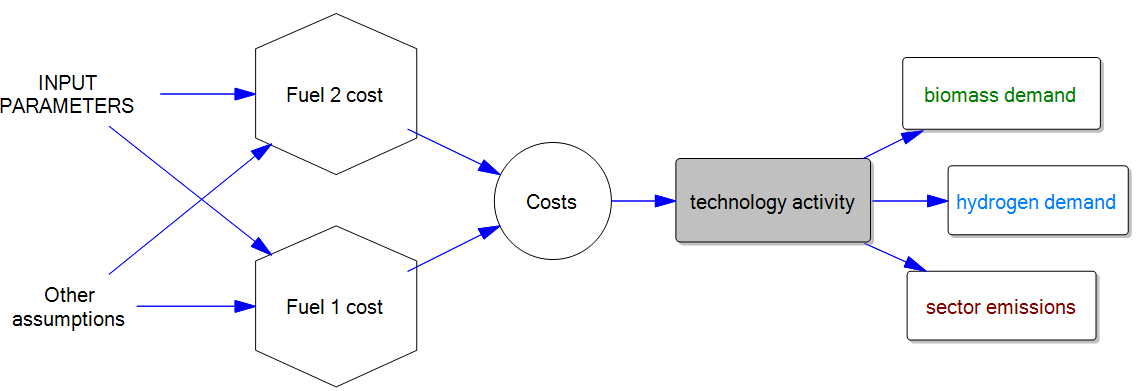 INPUT
PARAMETERS
Fuel 2 cost
Other
assumptions
Fuel 1 cost
Costs
technology activity
biomass demand
hydrogen demand
sector emissions